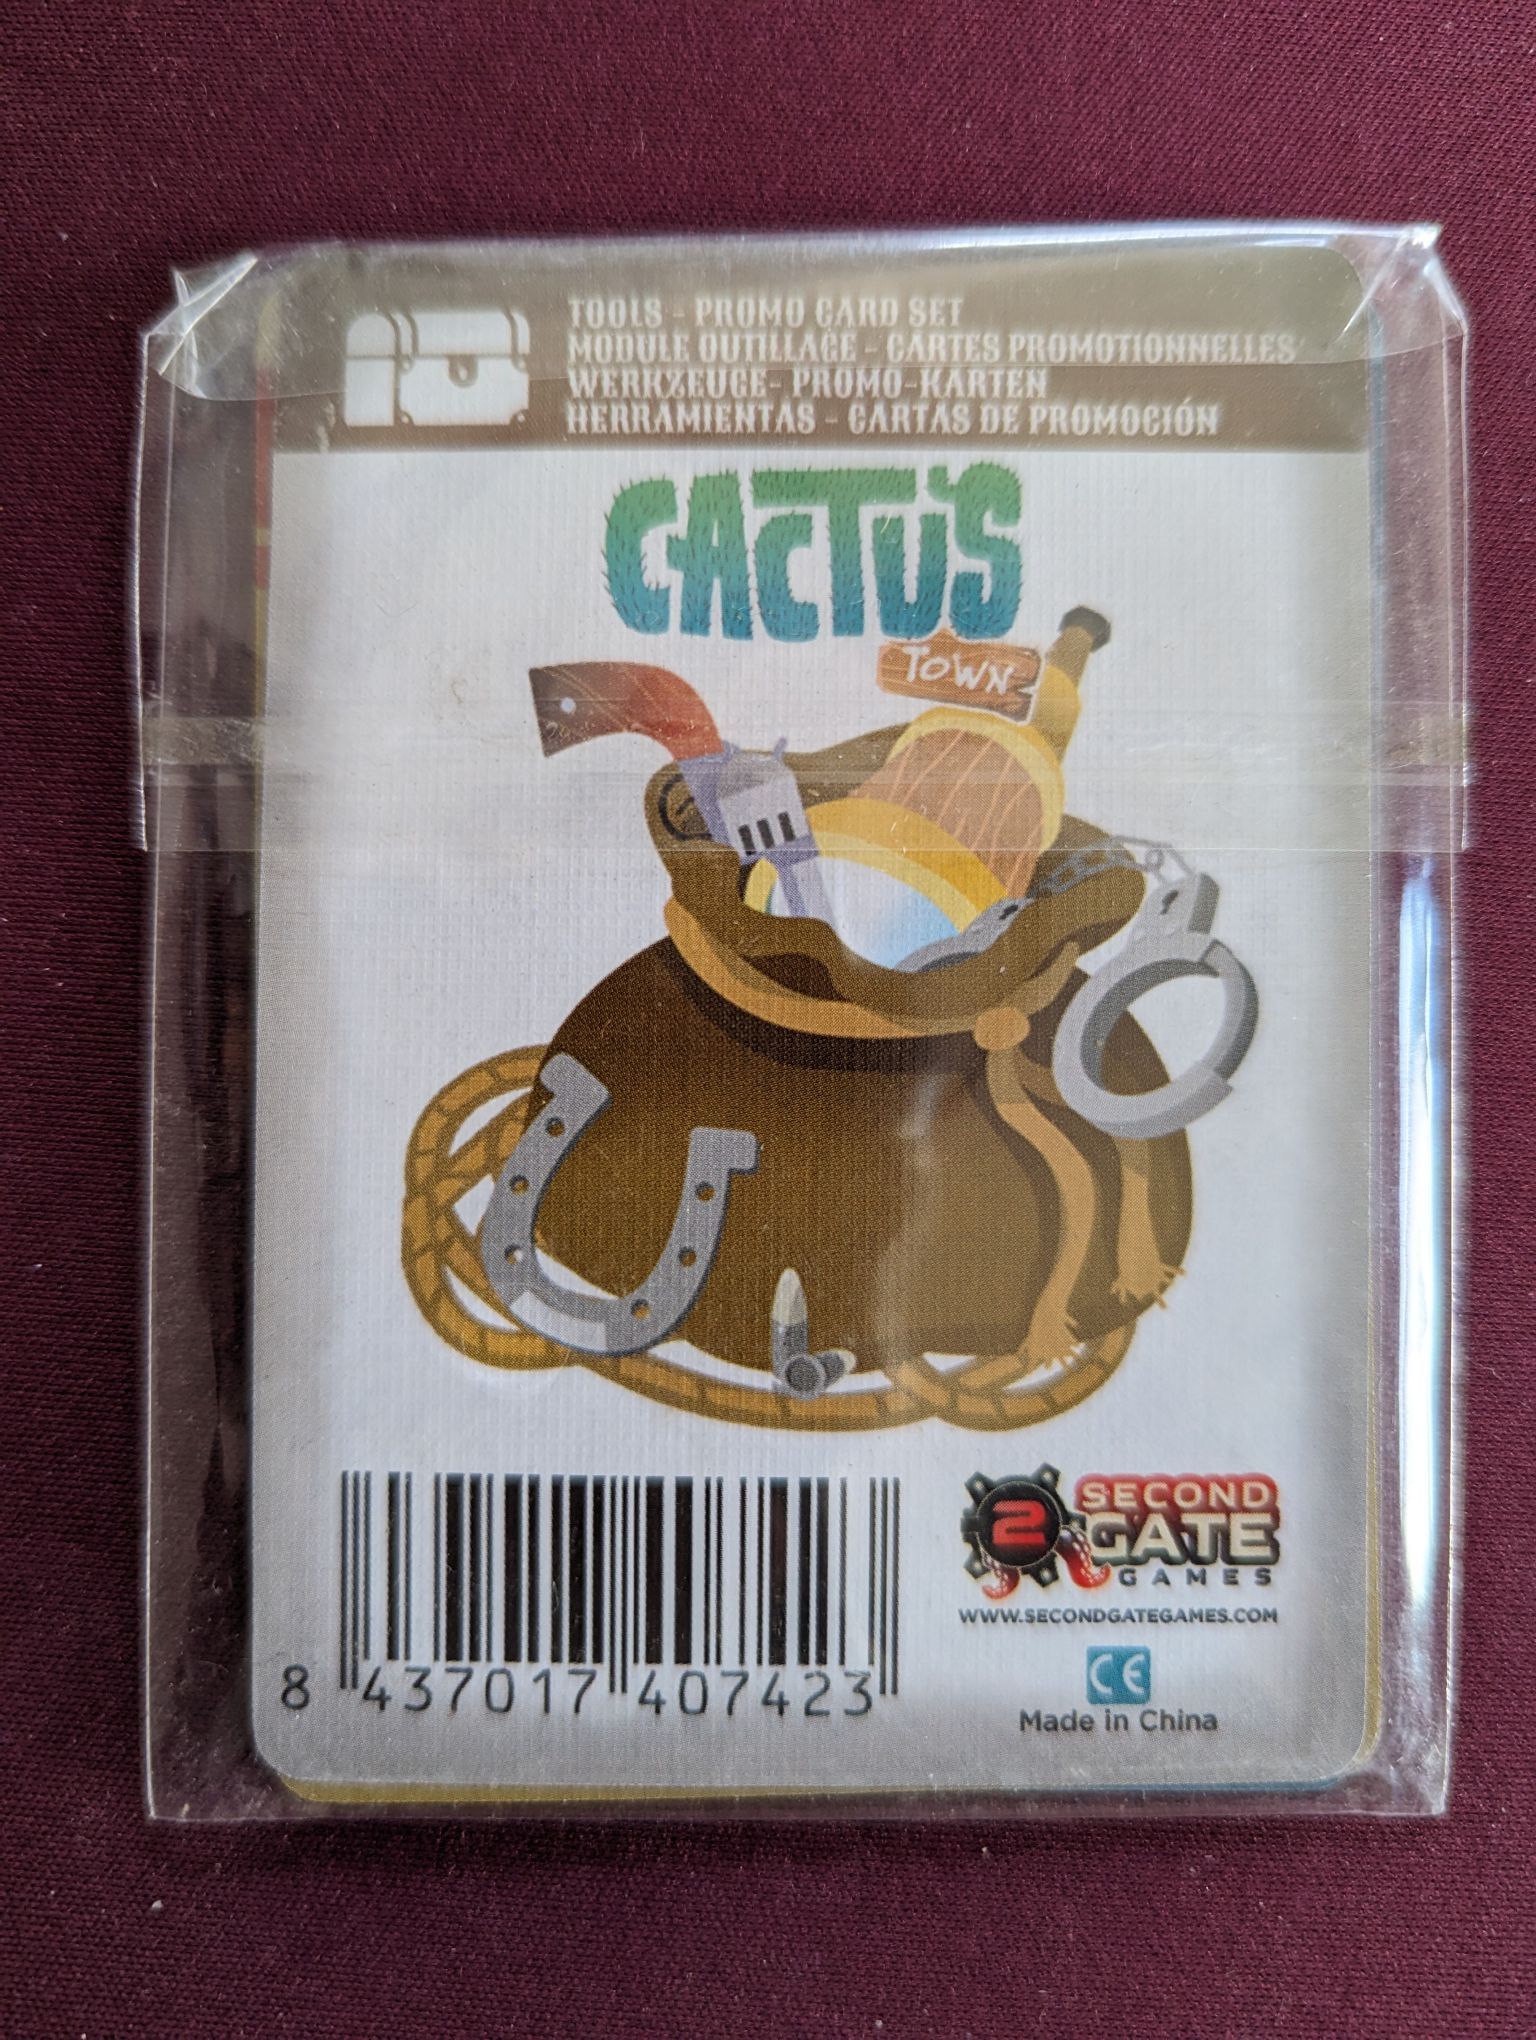 TOOLS - PROMO CARD SET
MODULE OUTILLAGE - CARTES PROMOTIONNELLES
WERKZEUGE- PROMO-KARTEN
HERRAMIENTAS - CARTAS DE PROMOCIÓN
CACTUS
TOWN
2 SECOND
GATE
GAMES
WWW.SECONDGATEGAMES.COM
CE
Made in China
8 437017 407423